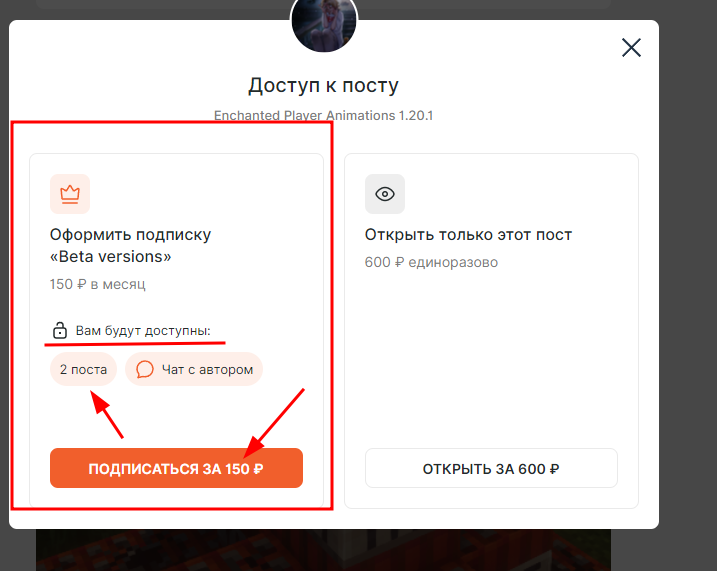 Доступ к посту
Enchanted Player Animations 1.20.1
Оформить подписку
«Beta versions»
150 ₽ в месяц
Вам будут доступны:
2 поста
Чат с автором
ПОДПИСАТЬСЯ ЗА 150 ₽
Открыть только этот пост
600 ₽ единоразово
ОТКРЫТЬ ЗА 600 ₽